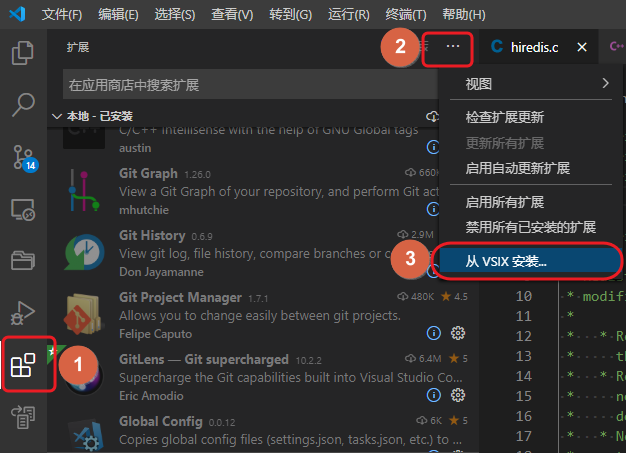 文件(F) 编辑(E) 选择(S) 查看(V) 转到(G) 运行(R) 终端(T) 帮助(H)
扩展
2
···
C hiredis.c
在应用商店中搜索扩展
本地 - 已安装
C/C++ Intellisense with the help of GNU Global tags
austin
Git Graph 1.26.0 660K
View a Git Graph of your repository, and perform Git act
mhutchie
Git History 0.6.9 2.9M
View git log, file history, compare branches or c
Don Jayamanne
Git Project Manager 1.7.1 480K ★ 4.5
Allows you to change easily between git projects.
Felipe Caputo
GitLens — Git supercharged 10.2.2 6.4M ★ 5
Supercharge the Git capabilities built into Visual Studio Co...
Eric Amodio
Global Config 0.0.12 6K ★ 5
Copies global config files (settings.json, tasks.json, etc.) to ...
14
1
视图
检查扩展更新
更新所有扩展
启用自动更新扩展
启用所有扩展
禁用所有已安装的扩展
3
从 VSIX 安装...
10 * modifi
11 *
12 * * Re
13 * th
14 * * Re
15 * no
16 * do
17 * * Ne
18 *